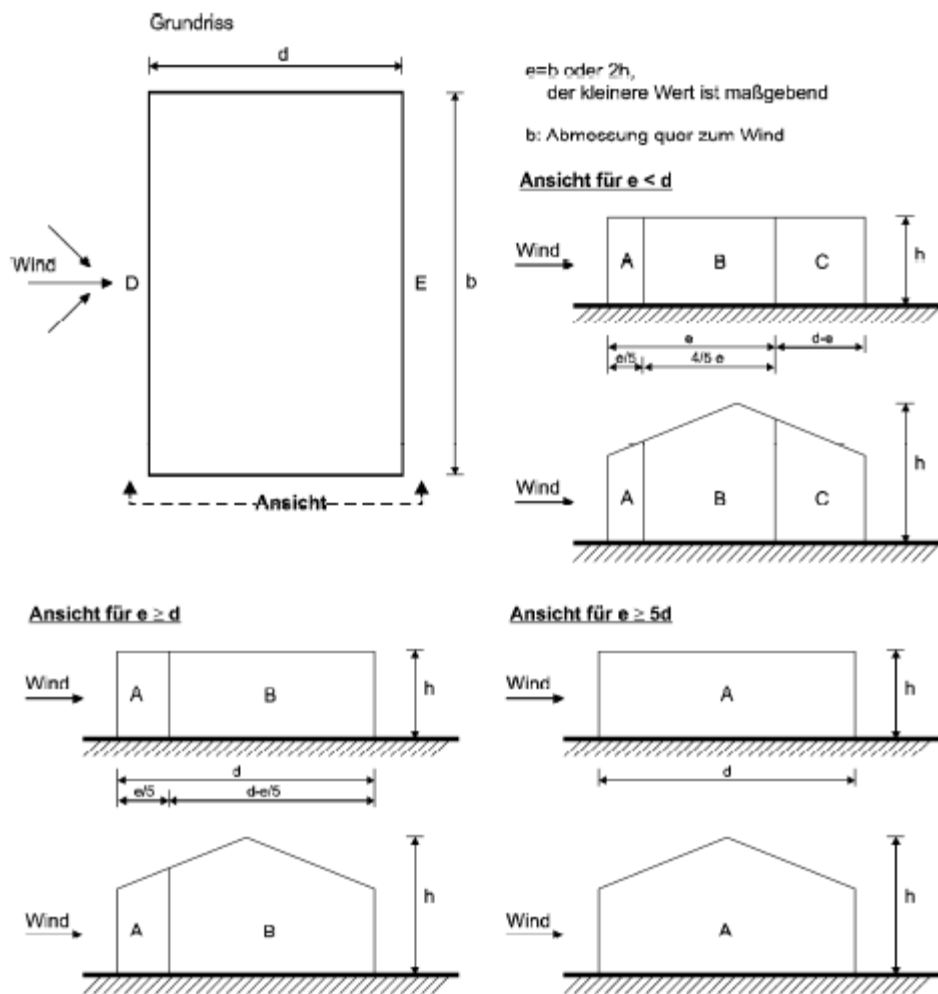 Grundriss
d
e=b oder 2h,
der kleinere Wert ist maßgebend
b: Abmessung quer zum Wind
Ansicht für e < d
Wind
A
B
C
h
Wind
D
E
b
e
d-e
e/5
4/5 e
Ansicht
Wind
A
B
C
h
Ansicht für e ≥ d
Wind
A
B
h
d
e/5
d-e/5
Wind
A
B
h
Ansicht für e ≥ 5d
Wind
A
h
d
Wind
A
h